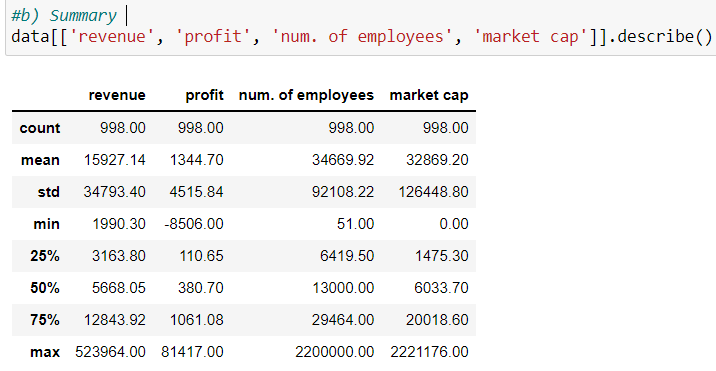 #b) Summary
data[['revenue', 'profit', 'num. of employees', 'market cap']].describe()
revenue profit num. of employees market cap
count 998.00 998.00 998.00 998.00
mean 15927.14 1344.70 34669.92 32869.20
std 34793.40 4515.84 92108.22 126448.80
min 1990.30 -8506.00 51.00 0.00
25% 3163.80 110.65 6419.50 1475.30
50% 5668.05 380.70 13000.00 6033.70
75% 12843.92 1061.08 29464.00 20018.60
max 523964.00 81417.00 2200000.00 2221176.00